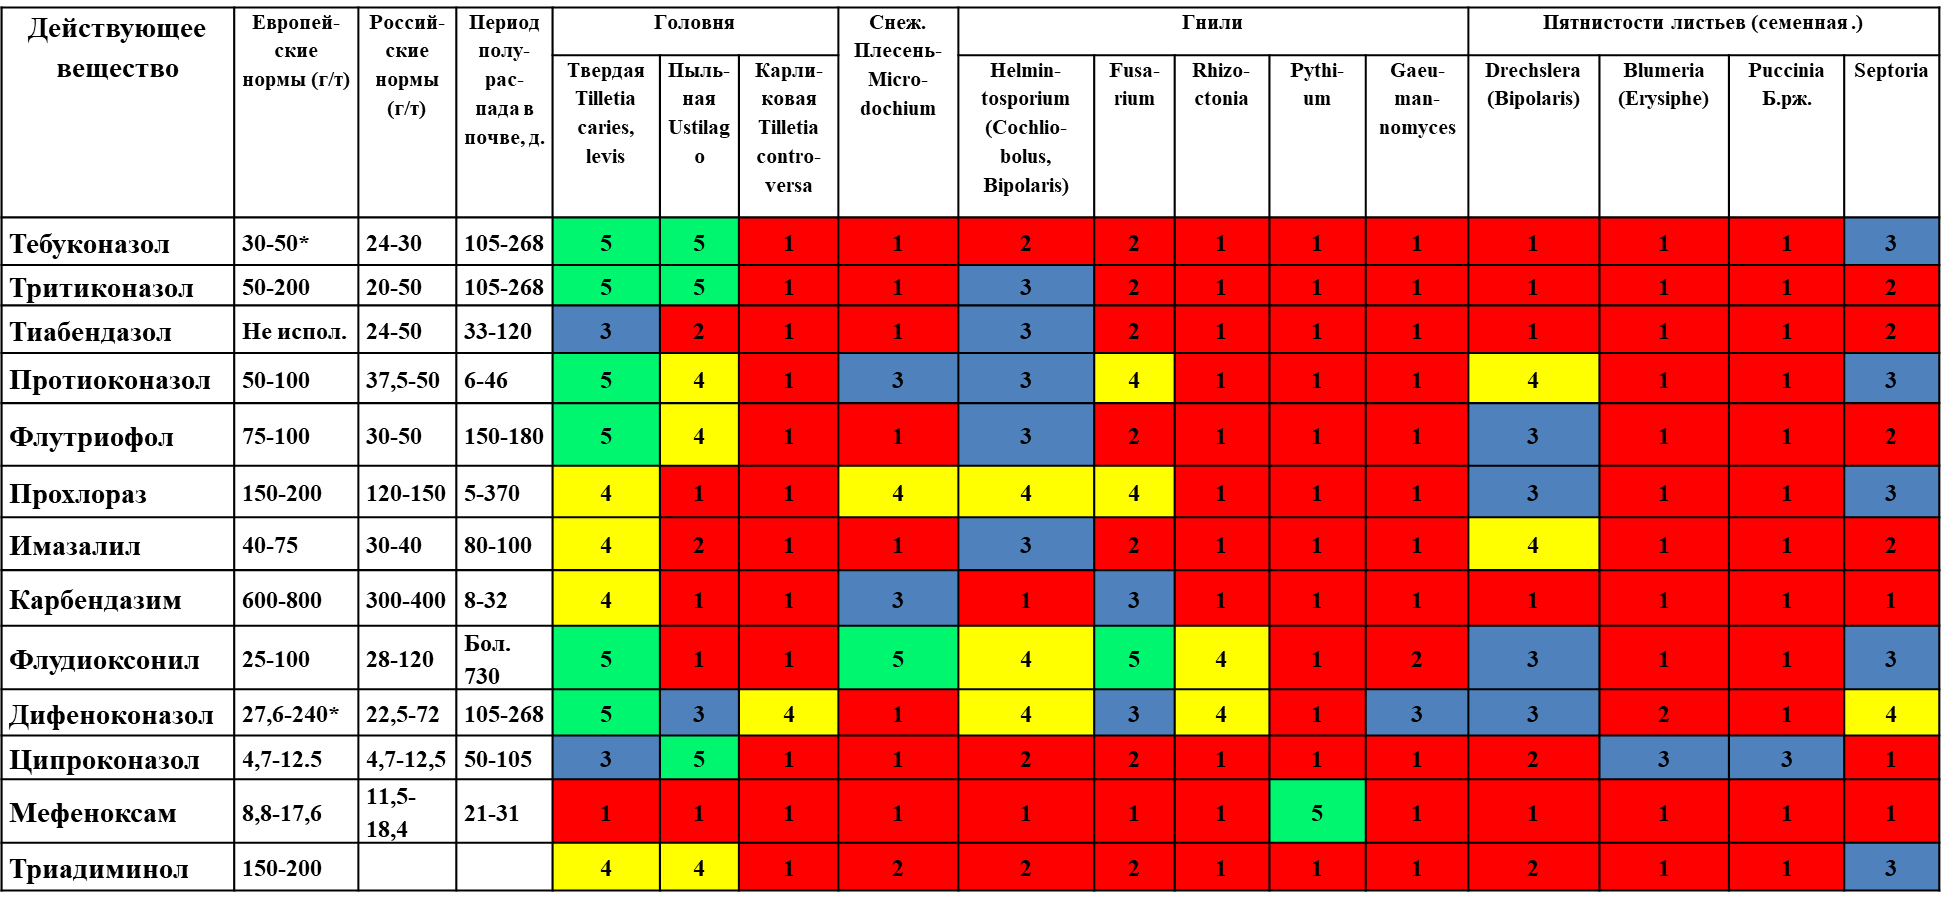 Действующее вещество | Европей-ские нормы (г/т) | Россий-ские нормы (г/т) | Период полу-рас-пада в почве, д. | Головня | Снеж. Плесень-Micro-dochium | Гнили | Пятнистости листьев (семенная .)
Твердая Tilletia caries, levis | Пыль-ная Ustilago | Карли-ковая Tilletia contro-versa | Helmin-tosporium (Cochlio-bolus, Bipolaris) | Fusa-rium | Rhizo-ctonia | Pythi-um | Gaeu-man-nomyces | Drechslera (Bipolaris) | Blumeria (Erysiphe) | Puccinia Б.рж. | Septoria
Тебуконазол | 30-50* | 24-30 | 105-268 | 5 | 5 | 1 | 1 | 2 | 2 | 1 | 1 | 1 | 1 | 1 | 1 | 3
Тритиконазол | 50-200 | 20-50 | 105-268 | 5 | 5 | 1 | 1 | 3 | 2 | 1 | 1 | 1 | 1 | 1 | 1 | 2
Тиабендазол | Не испол. | 24-50 | 33-120 | 3 | 2 | 1 | 1 | 3 | 2 | 1 | 1 | 1 | 1 | 1 | 1 | 2
Протиоконазол | 50-100 | 37,5-50 | 6-46 | 5 | 4 | 1 | 3 | 3 | 4 | 1 | 1 | 1 | 4 | 1 | 1 | 3
Флутриофол | 75-100 | 30-50 | 150-180 | 5 | 4 | 1 | 1 | 3 | 2 | 1 | 1 | 1 | 3 | 1 | 1 | 2
Прохлораз | 150-200 | 120-150 | 5-370 | 4 | 1 | 1 | 4 | 4 | 4 | 1 | 1 | 1 | 3 | 1 | 1 | 3
Имазалил | 40-75 | 30-40 | 80-100 | 4 | 2 | 1 | 1 | 3 | 2 | 1 | 1 | 1 | 4 | 1 | 1 | 2
Карбендазим | 600-800 | 300-400 | 8-32 | 4 | 1 | 1 | 3 | 1 | 3 | 1 | 1 | 1 | 1 | 1 | 1 | 1
Флудиоксонил | 25-100 | 28-120 | Бол. 730 | 5 | 1 | 1 | 5 | 4 | 5 | 4 | 1 | 2 | 3 | 1 | 1 | 3
Дифеноконазол | 27,6-240* | 22,5-72 | 105-268 | 5 | 3 | 4 | 1 | 4 | 3 | 4 | 1 | 3 | 3 | 2 | 1 | 4
Ципроконазол | 4,7-12.5 | 4,7-12,5 | 50-105 | 3 | 5 | 1 | 1 | 2 | 2 | 1 | 1 | 1 | 2 | 3 | 3 | 1
Мефеноксам | 8,8-17,6 | 11,5-18,4 | 21-31 | 1 | 1 | 1 | 1 | 1 | 1 | 1 | 5 | 1 | 1 | 1 | 1 | 1
Триадиминол | 150-200 | | | 4 | 4 | 1 | 2 | 2 | 2 | 1 | 1 | 1 | 2 | 1 | 1 | 3